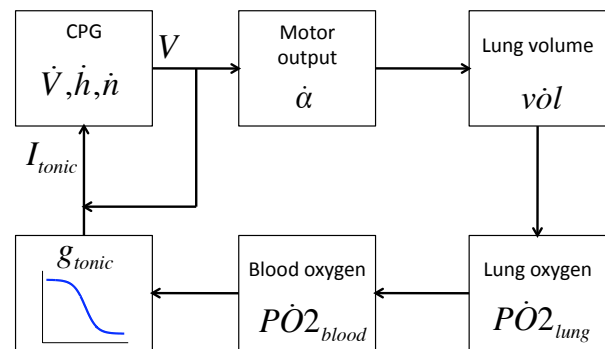 CPG
V̇,ḣ,ṅ
V
Motor
output
α̇
Lung volume
vȯl
I_tonic
g_tonic
Blood oxygen
PȮ2_blood
Lung oxygen
PȮ2_lung